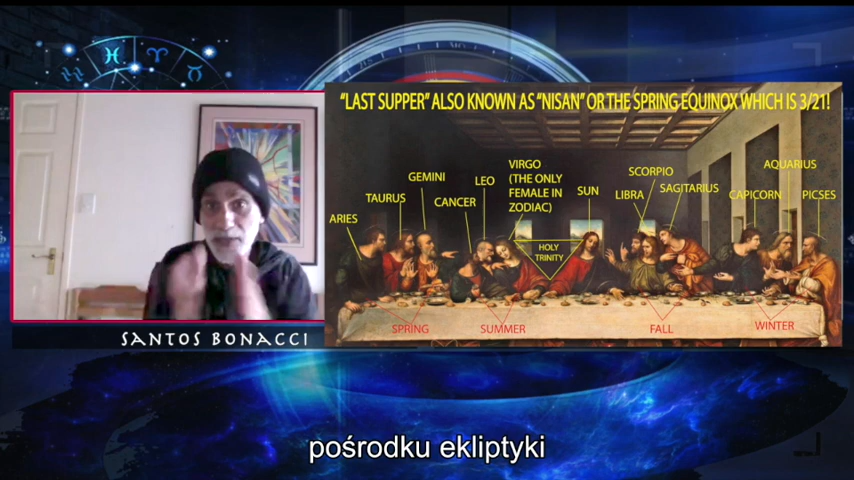 "LAST SUPPER" ALSO KNOWN AS "NISAN" OR THE SPRING EQUINOX WHICH IS 3/21!
ARIES
TAURUS
GEMINI
CANCER
LEO
VIRGO
(THE ONLY
FEMALE IN
ZODIAC)
SUN
LIBRA
SCORPIO
SAGITARIUS
CAPICORN
AQUARIUS
PICSES
HOLY
TRINITY
SPRING
SUMMER
FALL
WINTER
SANTOS BONACCI
pośrodku ekliptyki